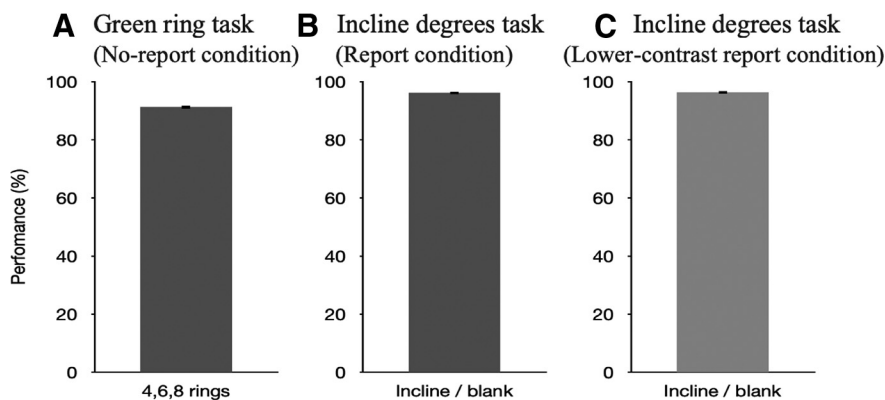 A Green ring task
(No-report condition)
B Incline degrees task
(Report condition)
C Incline degrees task
(Lower-contrast report condition)
Perfomance (%)
100
80
60
40
20
0
4,6,8 rings
100
80
60
40
20
0
Incline / blank
100
80
60
40
20
0
Incline / blank